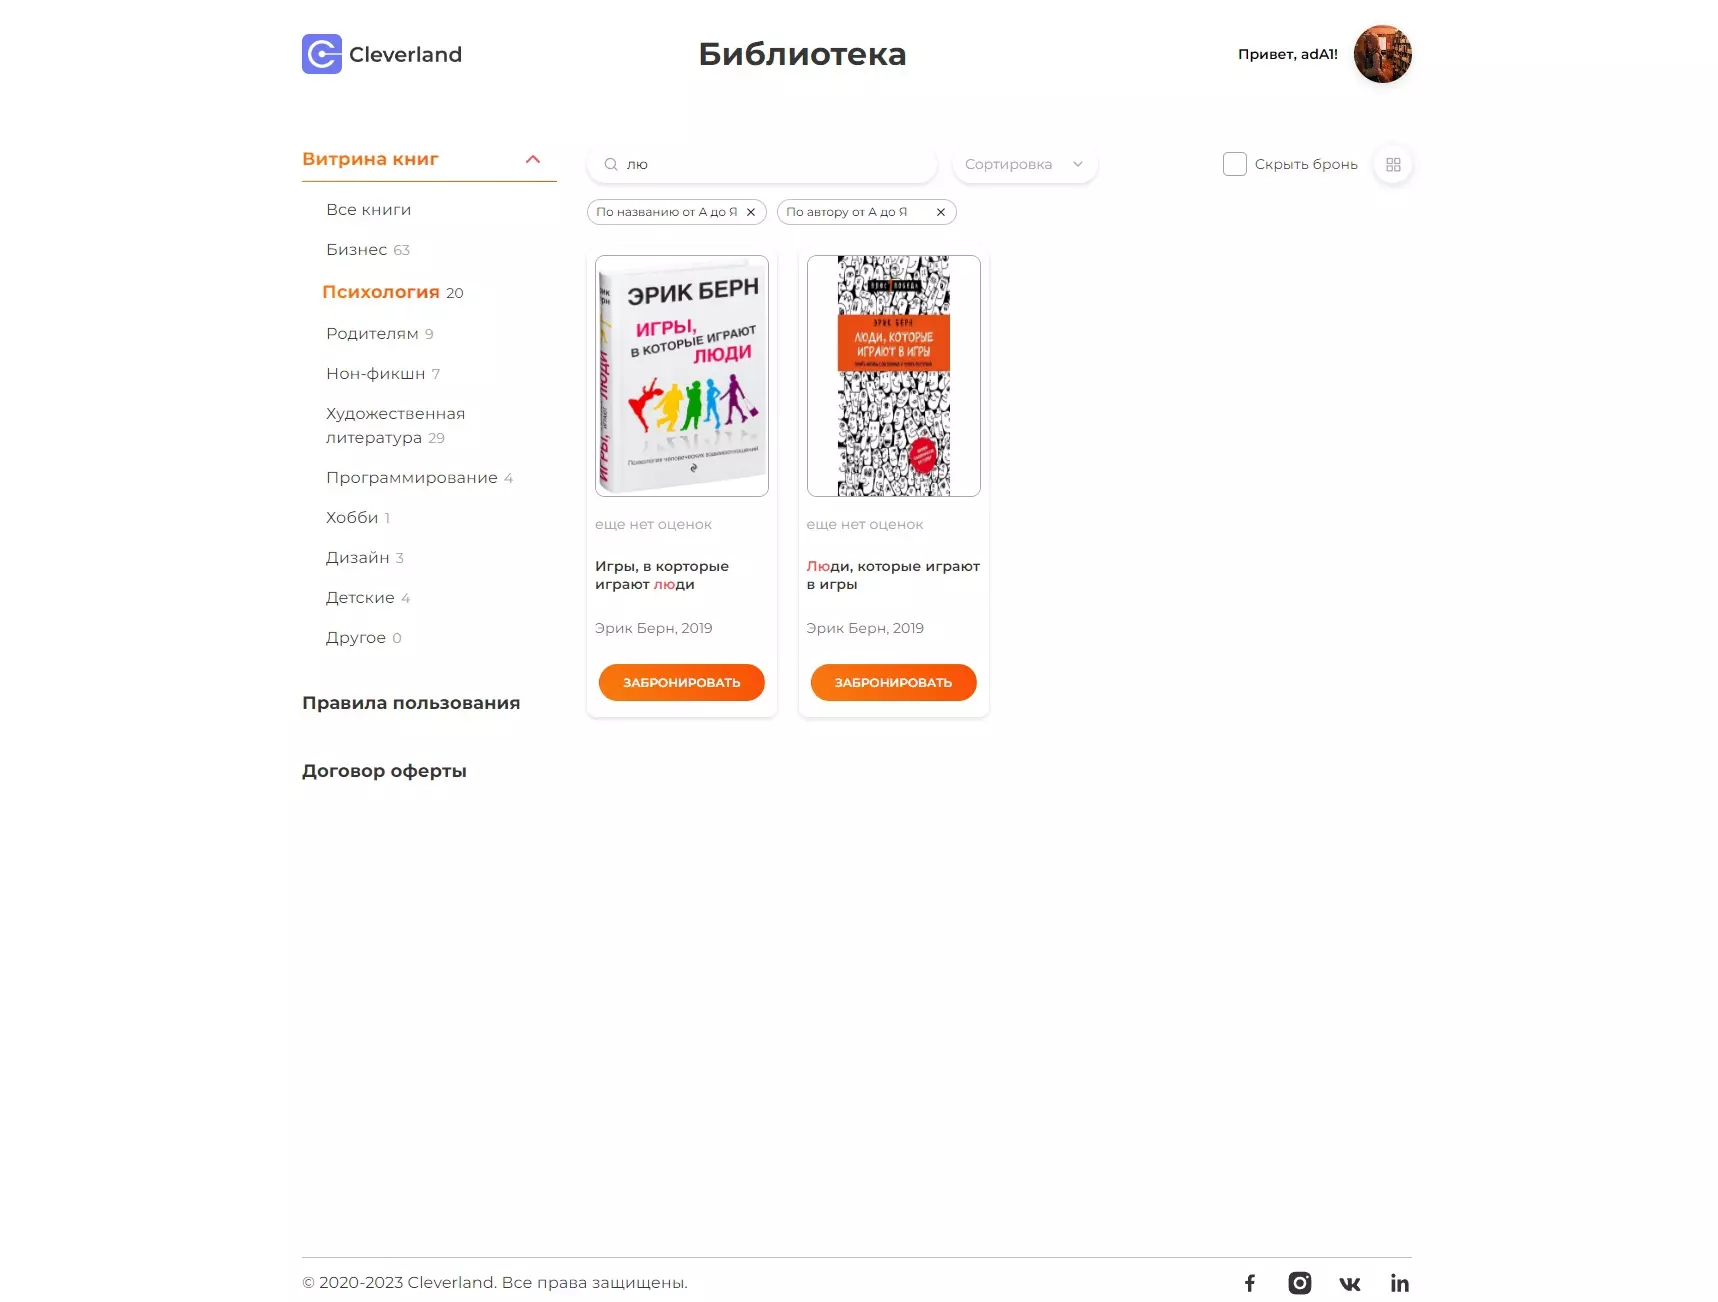 Cleverland
Библиотека
Привет, adA1!
Витрина книг
Все книги
Бизнес 63
Психология 20
Родителям 9
Нон-фикшн 7
Художественная
литература 29
Программирование 4
Хобби 1
Дизайн 3
Детские 4
Другое 0
Правила пользования
Договор оферты
лю
Сортировка
Скрыть бронь
По названию от А до Я
По автору от А до Я
ЭРИК БЕРН
ИГРЫ,
В КОТОРЫЕ ИГРАЮТ
ЛЮДИ
Психология человеческих взаимоотношений
еще нет оценок
Игры, в корторые
играют люди
Эрик Берн, 2019
ЗАБРОНИРОВАТЬ
ЭРИК БЕРН
ЛЮДИ, КОТОРЫЕ
ИГРАЮТ В ИГРЫ
еще нет оценок
Люди, которые играют
в игры
Эрик Берн, 2019
ЗАБРОНИРОВАТЬ
© 2020-2023 Cleverland. Все права защищены.